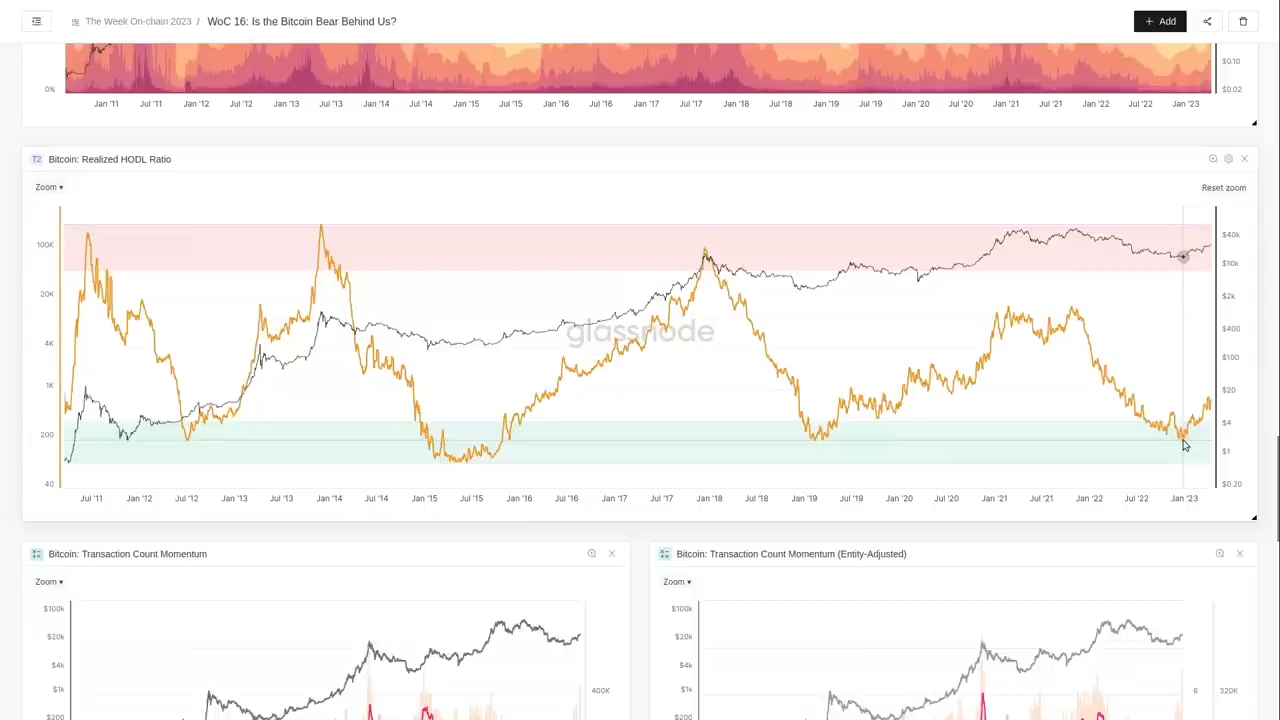 The Week On-chain 2023 / WoC 16: Is the Bitcoin Bear Behind Us?
+ Add
0%
$0.10
$0.02
Jan '11 Jul '11 Jan '12 Jul '12 Jan '13 Jul '13 Jan '14 Jul '14 Jan '15 Jul '15 Jan '16 Jul '16 Jan '17 Jul '17 Jan '18 Jul '18 Jan '19 Jul '19 Jan '20 Jul '20 Jan '21 Jul '21 Jan '22 Jul '22 Jan '23
T2 Bitcoin: Realized HODL Ratio
Zoom ▾
Reset zoom
100K
20K
4K
1K
200
40
glassnode
$40k
$10k
$2k
$400
$100
$20
$4
$1
$0.20
Jul '11 Jan '12 Jul '12 Jan '13 Jul '13 Jan '14 Jul '14 Jan '15 Jul '15 Jan '16 Jul '16 Jan '17 Jul '17 Jan '18 Jul '18 Jan '19 Jul '19 Jan '20 Jul '20 Jan '21 Jul '21 Jan '22 Jul '22 Jan '23
Bitcoin: Transaction Count Momentum
Zoom ▾
$100k
$20k
$4k
$1k
$200
400K
Bitcoin: Transaction Count Momentum (Entity-Adjusted)
Zoom ▾
$100k
$20k
$4k
$1k
$200
6
320K